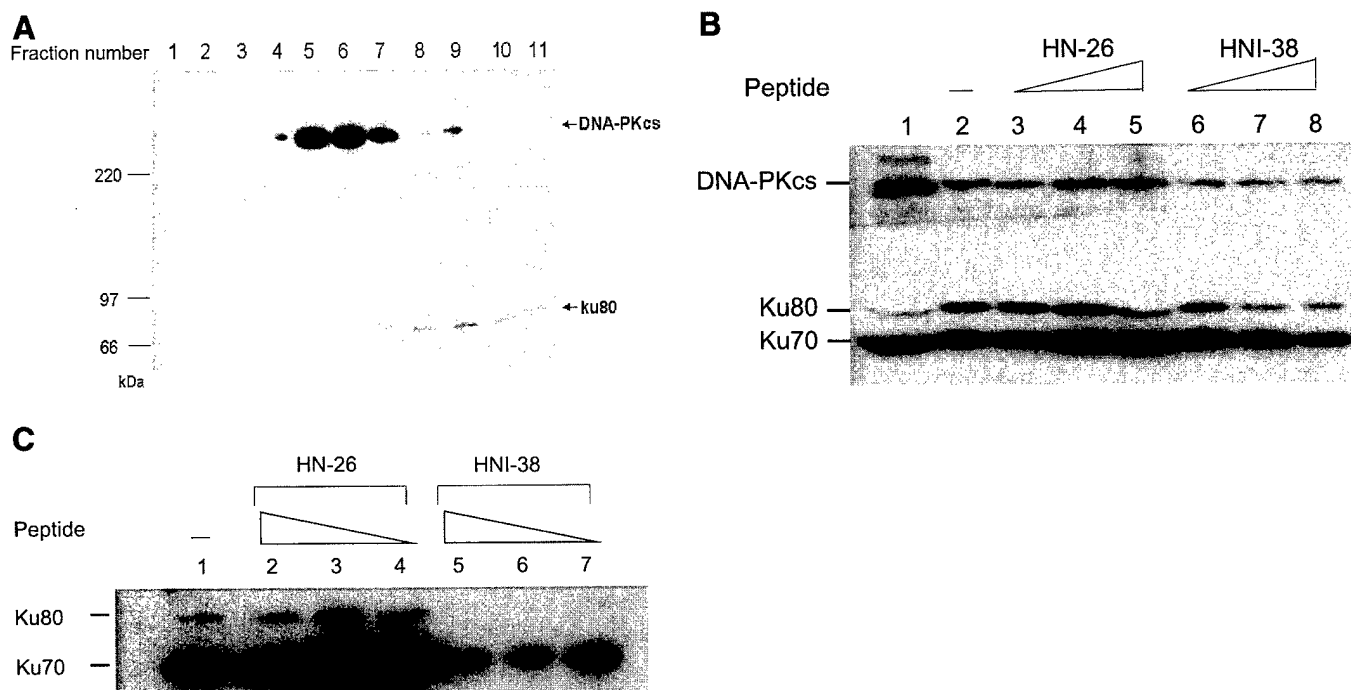 A
Fraction number 1 2 3 4 5 6 7 8 9 10 11
DNA-PKcs
220
97
ku80
66
kDa
B
HN-26 HNI-38
Peptide —
1 2 3 4 5 6 7 8
DNA-PKcs
Ku80
Ku70
C
HN-26 HNI-38
Peptide —
1 2 3 4 5 6 7
Ku80
Ku70